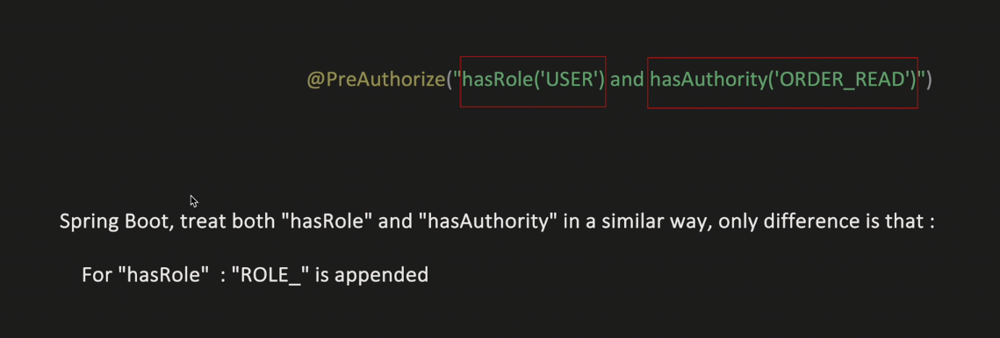 @PreAuthorize("hasRole('USER') and hasAuthority('ORDER_READ')")
Spring Boot, treat both "hasRole" and "hasAuthority" in a similar way, only difference is that :
For "hasRole" : "ROLE_" is appended